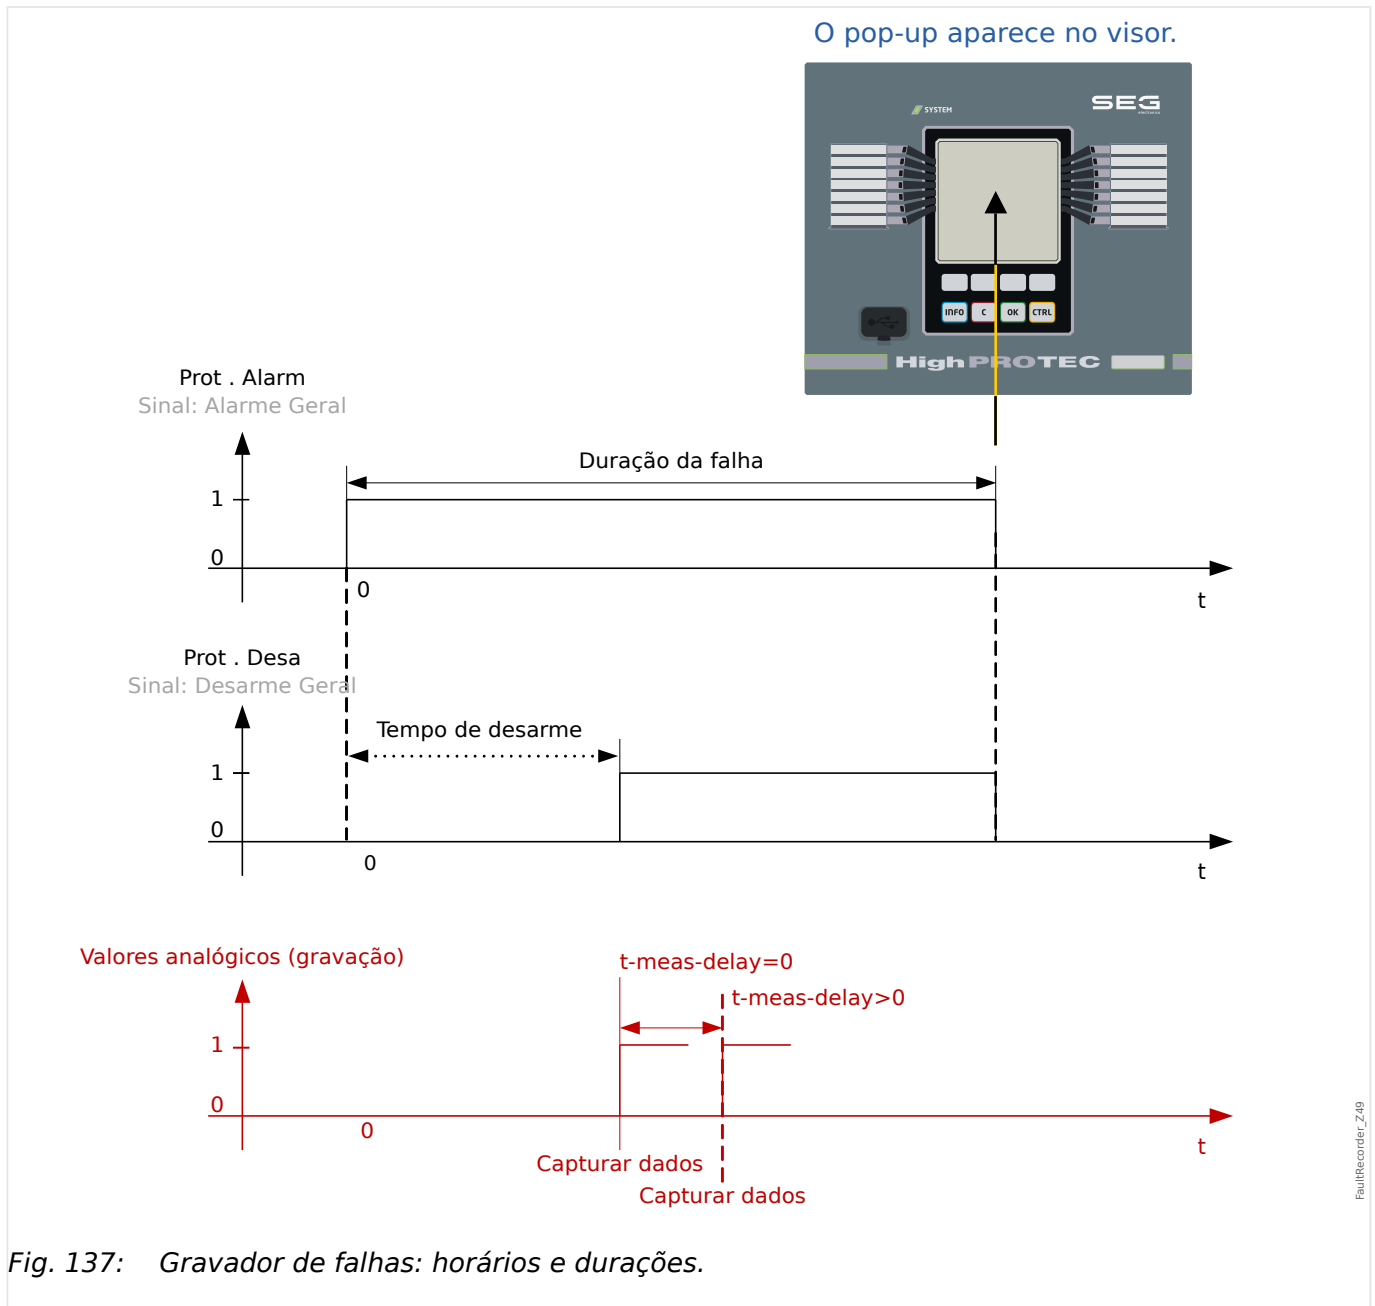 O pop-up aparece no visor.
SYSTEM
SEG
electronics
INFO
C
OK
CTRL
HighPROTEC
Prot . Alarm
Sinal: Alarme Geral
Duração da falha
1
0
0
t
Prot . Desa
Sinal: Desarme Geral
Tempo de desarme
1
0
0
t
Valores analógicos (gravação)
t-meas-delay=0
t-meas-delay>0
1
0
0
t
Capturar dados
Capturar dados
FaultRecorder_Z49
Fig. 137: Gravador de falhas: horários e durações.